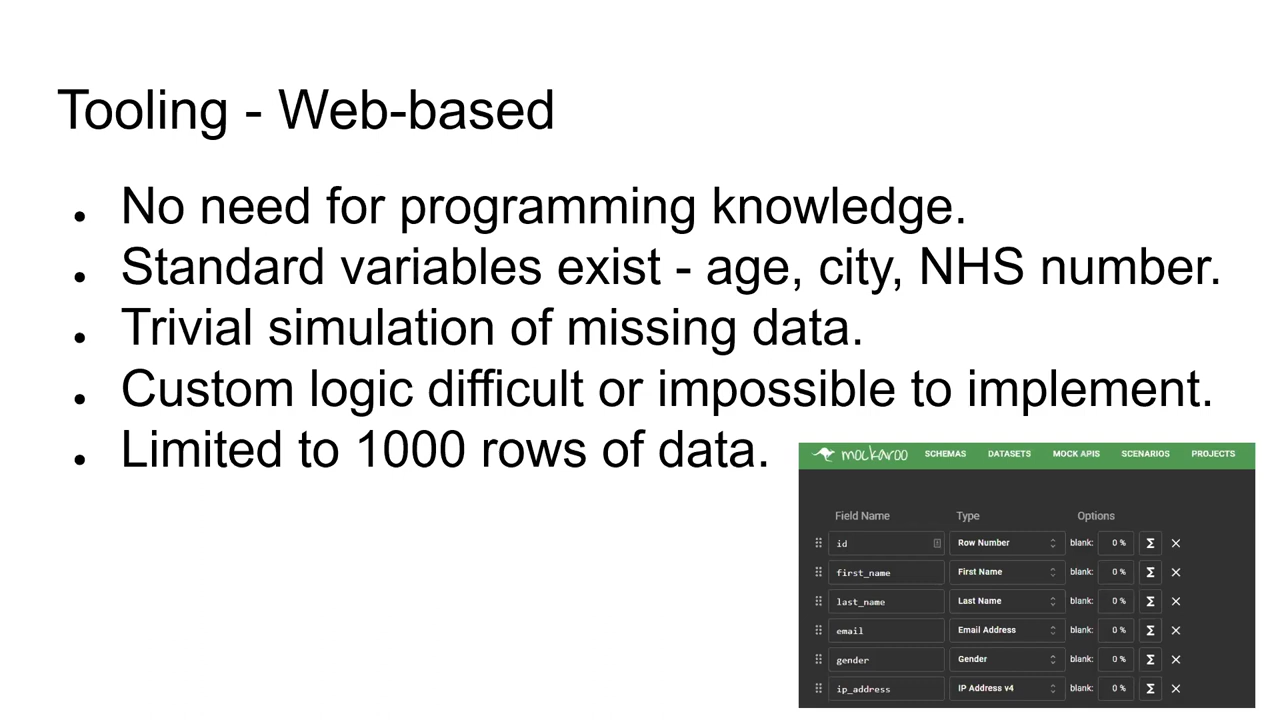 Tooling - Web-based
• No need for programming knowledge.
• Standard variables exist - age, city, NHS number.
• Trivial simulation of missing data.
• Custom logic difficult or impossible to implement.
• Limited to 1000 rows of data.
mockaroo SCHEMAS DATASETS MOCK APIS SCENARIOS PROJECTS
Field Name Type Options
id Row Number blank: 0 % Σ ×
first_name First Name blank: 0 % Σ ×
last_name Last Name blank: 0 % Σ ×
email Email Address blank: 0 % Σ ×
gender Gender blank: 0 % Σ ×
ip_address IP Address v4 blank: 0 % Σ ×